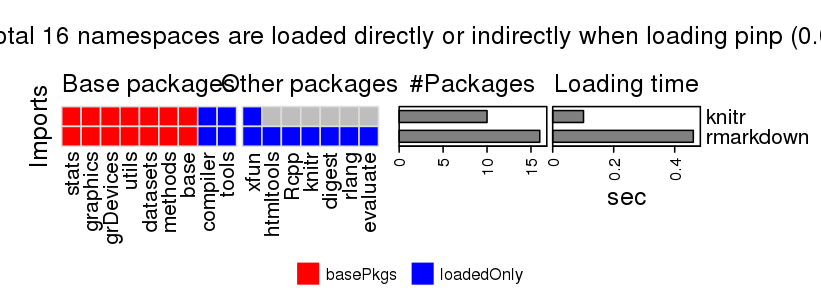 otal 16 namespaces are loaded directly or indirectly when loading pinp (0.0
Base packages Other packages #Packages Loading time
Imports
knitr
rmarkdown
stats
graphics
grDevices
utils
datasets
methods
base
compiler
tools
xfun
htmltools
Rcpp
knitr
digest
rlang
evaluate
0 5 10 15
0 0.2 0.4
sec
basePkgs loadedOnly